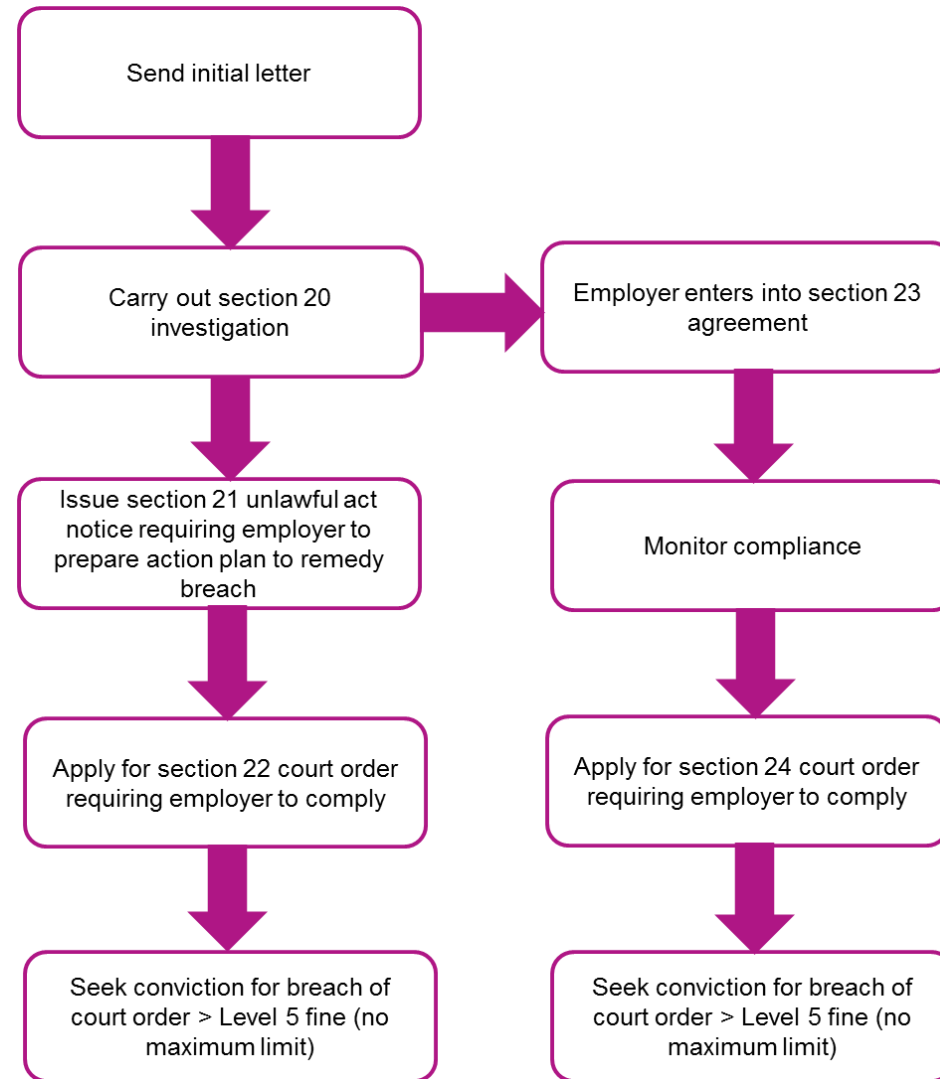 Send initial letter
Carry out section 20
investigation
Employer enters into section 23
agreement
Issue section 21 unlawful act
notice requiring employer to
prepare action plan to remedy
breach
Monitor compliance
Apply for section 22 court order
requiring employer to comply
Apply for section 24 court order
requiring employer to comply
Seek conviction for breach of
court order > Level 5 fine (no
maximum limit)
Seek conviction for breach of
court order > Level 5 fine (no
maximum limit)